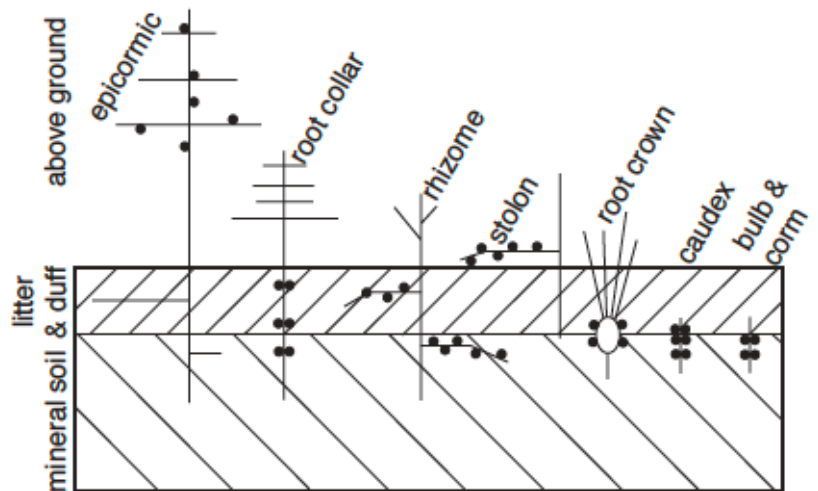 above ground
litter
& duff
mineral soil
epicormic
root collar
rhizome
stolon
root crown
caudex
bulb &
corm